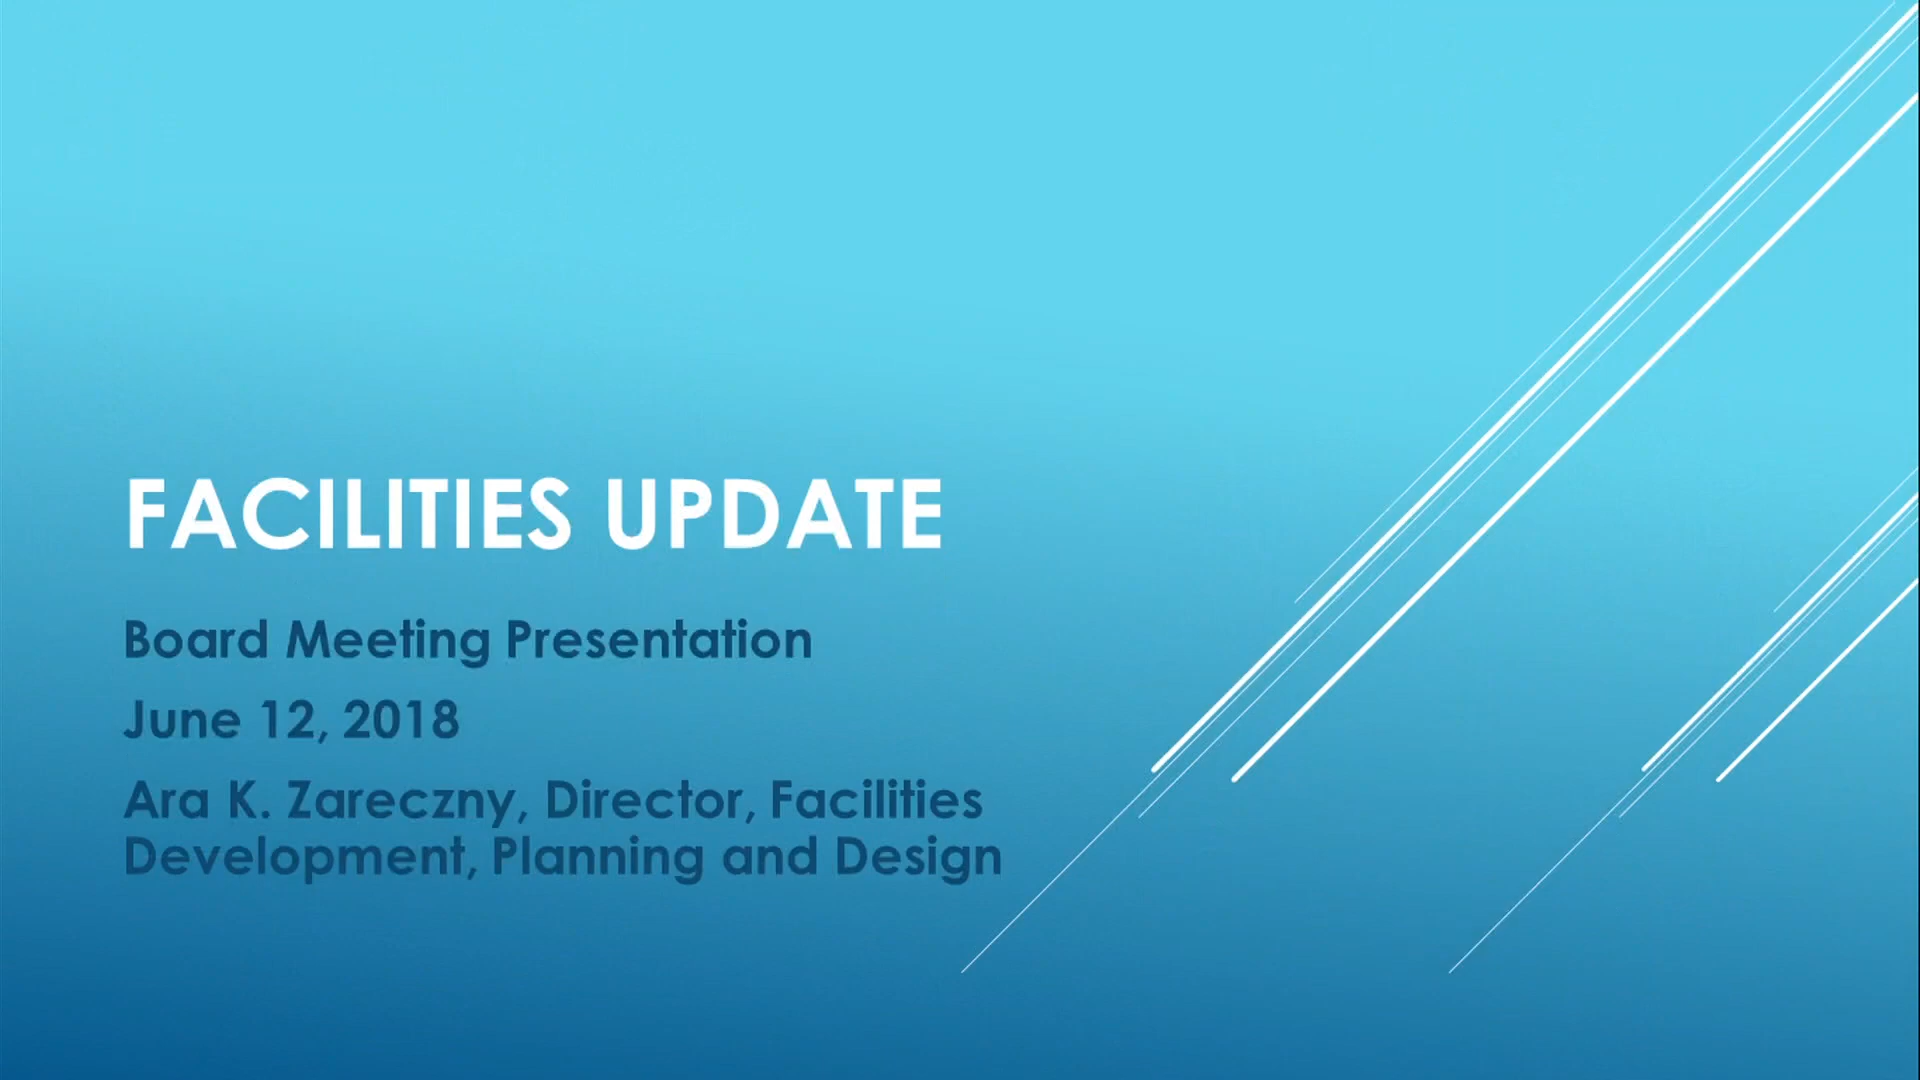 FACILITIES UPDATE
Board Meeting Presentation
June 12, 2018
Ara K. Zareczny, Director, Facilities
Development, Planning and Design